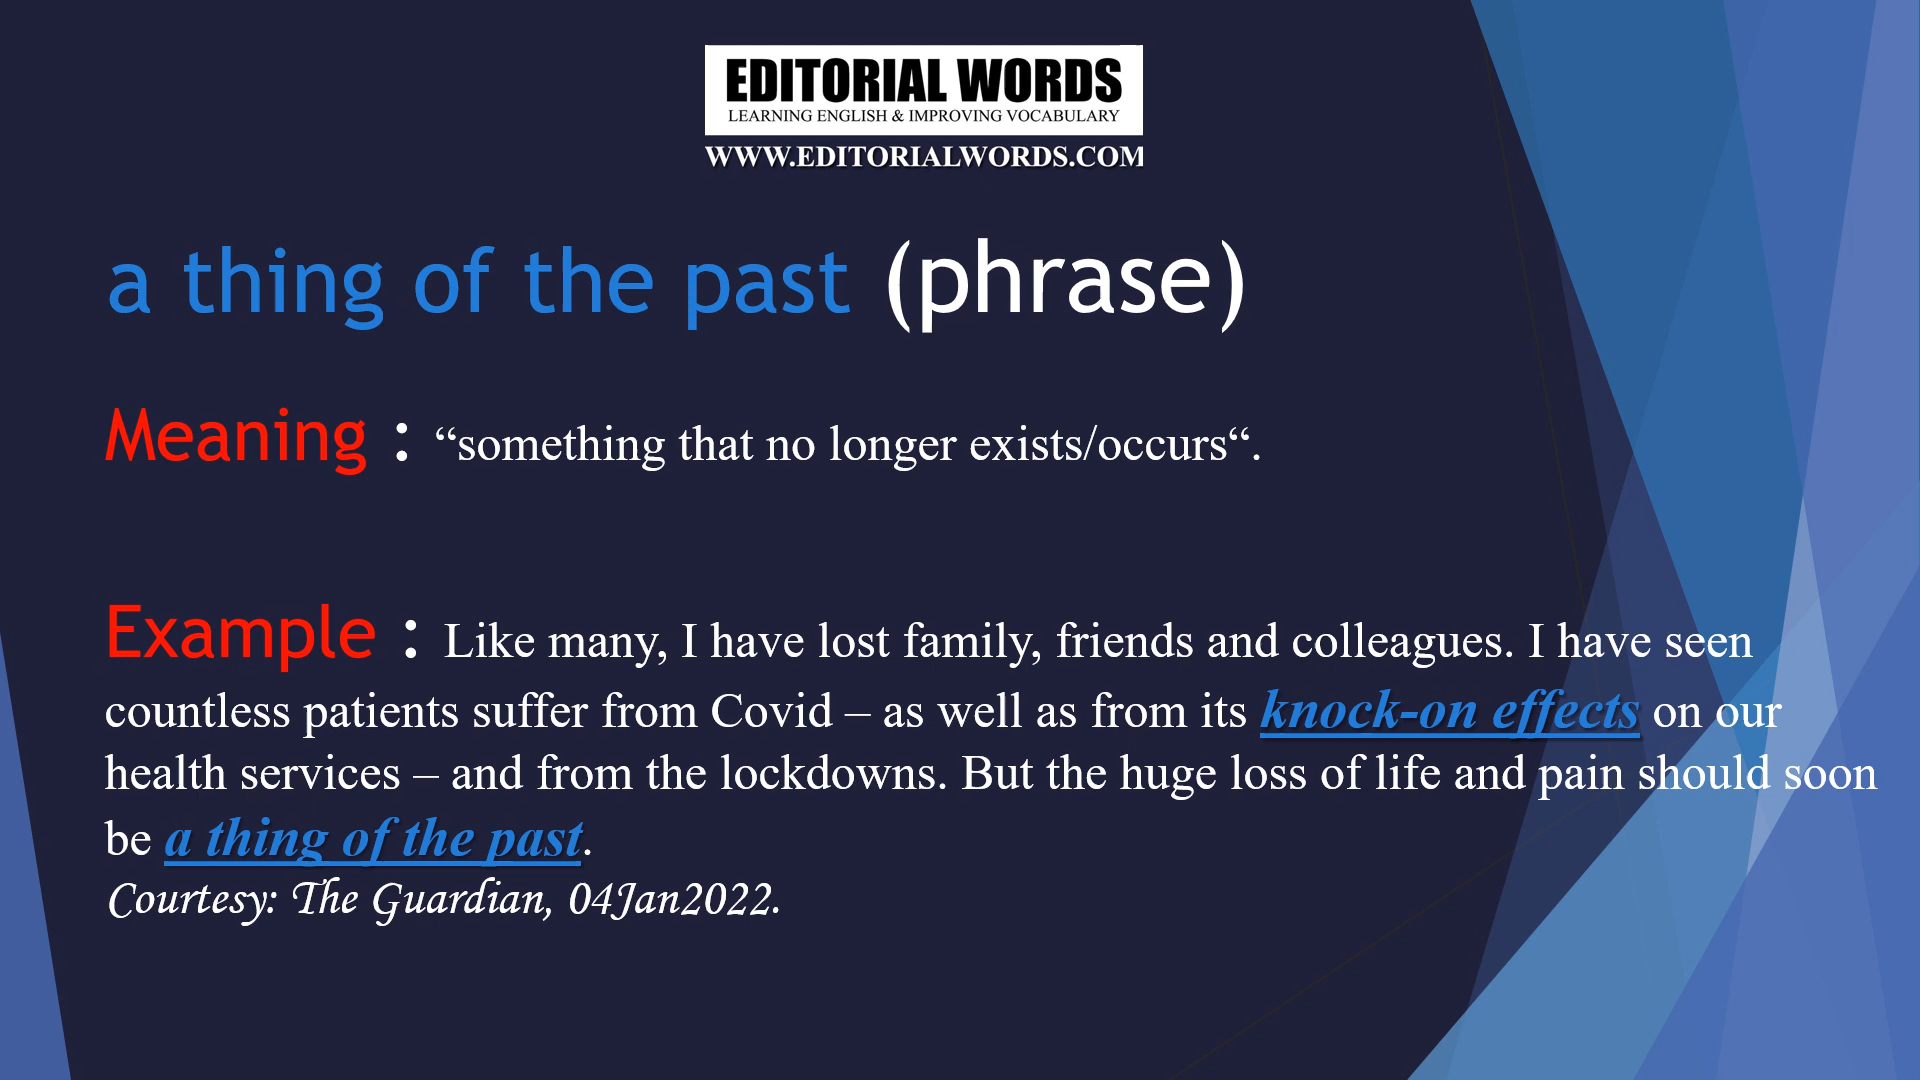 EDITORIAL WORDS
LEARNING ENGLISH & IMPROVING VOCABULARY
WWW.EDITORIALWORDS.COM
a thing of the past (phrase)
Meaning : “something that no longer exists/occurs“.
Example : Like many, I have lost family, friends and colleagues. I have seen
countless patients suffer from Covid – as well as from its knock-on effects on our
health services – and from the lockdowns. But the huge loss of life and pain should soon
be a thing of the past.
Courtesy: The Guardian, 04Jan2022.